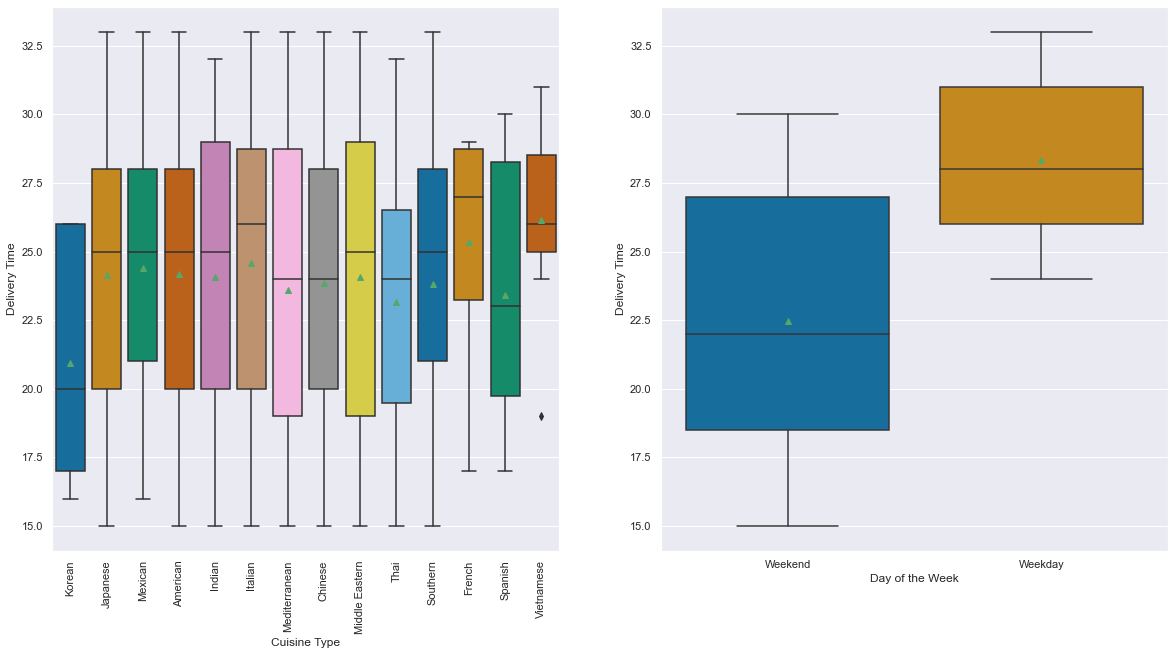 32.5
30.0
27.5
25.0
22.5
20.0
17.5
15.0
Delivery Time
Korean
Japanese
Mexican
American
Indian
Italian
Mediterranean
Chinese
Middle Eastern
Thai
Southern
French
Spanish
Vietnamese
Cuisine Type
32.5
30.0
27.5
25.0
22.5
20.0
17.5
15.0
Delivery Time
Weekend
Weekday
Day of the Week